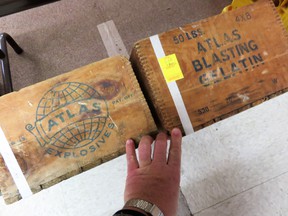 ATLAS
EXPLOSIVES
50 LBS
ATLAS
BLASTING
GELATIN